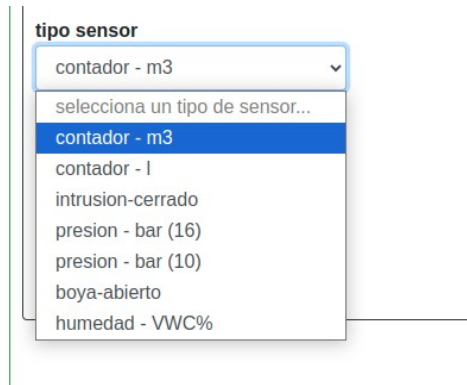 tipo sensor
contador - m3
selecciona un tipo de sensor...
contador - m3
contador - l
intrusion-cerrado
presion - bar (16)
presion - bar (10)
boya-abierto
humedad - VWC%